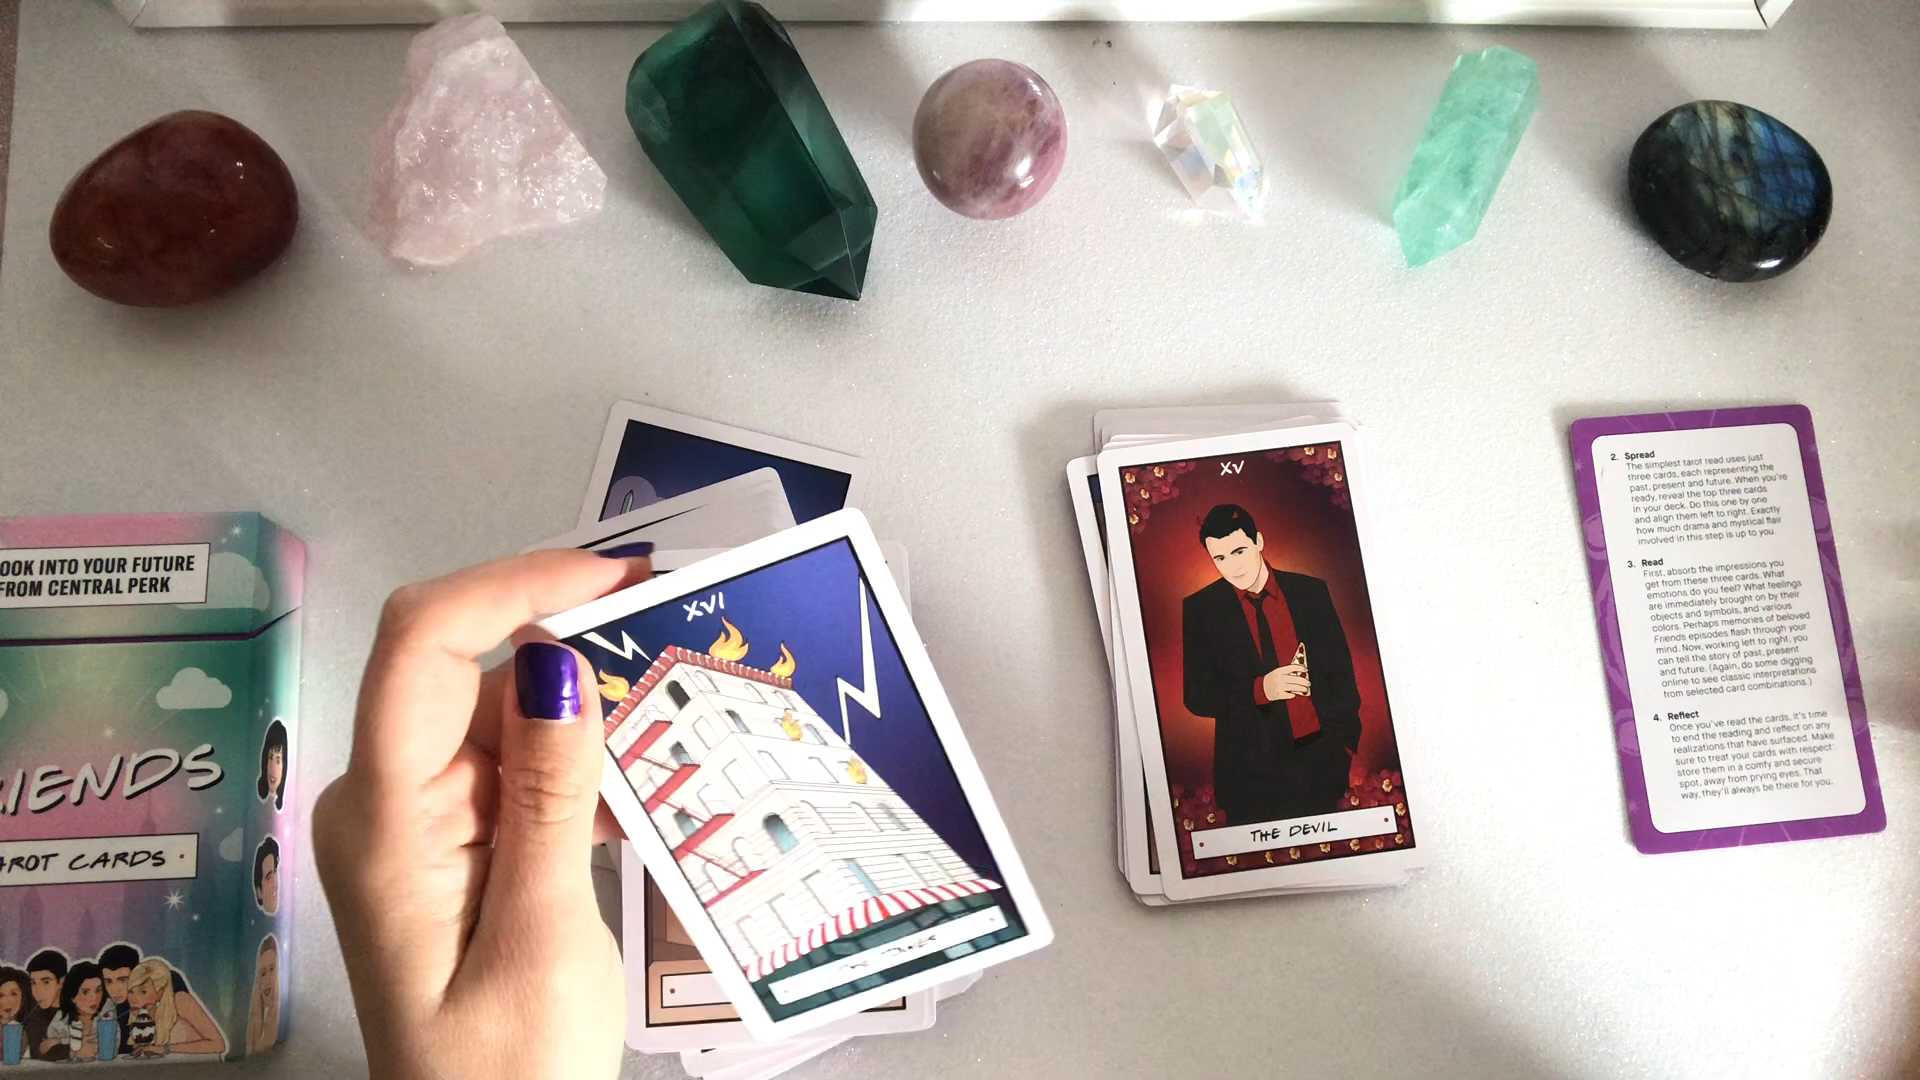 OOK INTO YOUR FUTURE
FROM CENTRAL PERK
RIENDS
AROT CARDS
XVI
THE TOWER
XV
THE DEVIL
2. Spread
The simplest tarot read uses just
three cards, each representing the
past, present and future. When you're
ready, reveal the top three cards
in your deck. Do this one by one
and align them left to right. Exactly
how much drama and mystical flair
involved in this step is up to you.
3. Read
First, absorb the impressions you
get from these three cards. What
emotions do you feel? What feelings
are immediately brought on by their
objects and symbols, and various
colors. Perhaps memories of beloved
Friends episodes flash through your
mind. Now, working left to right, you
can tell the story of past, present
and future. (Again, do some digging
online to see classic interpretations
from selected card combinations.)
4. Reflect
Once you've read the cards, it's time
to end the reading and reflect on any
realizations that have surfaced. Make
sure to treat your cards with respect:
store them in a comfy and secure
spot, away from prying eyes. That
way, they'll always be there for you.